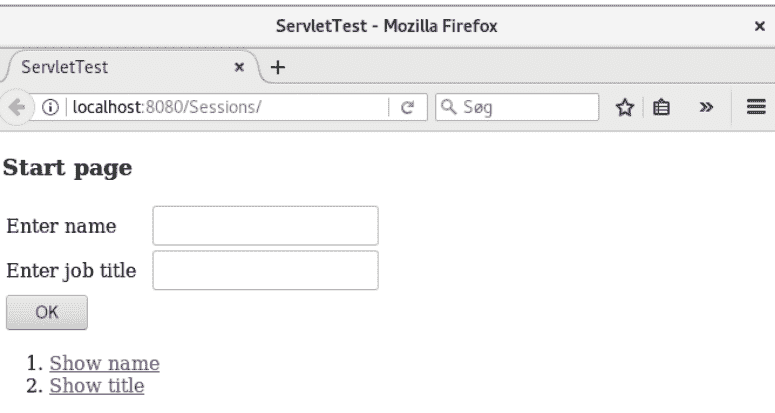 ServletTest - Mozilla Firefox ×
ServletTest × +
localhost:8080/Sessions/ Søg »
Start page
Enter name
Enter job title
OK
1. Show name
2. Show title